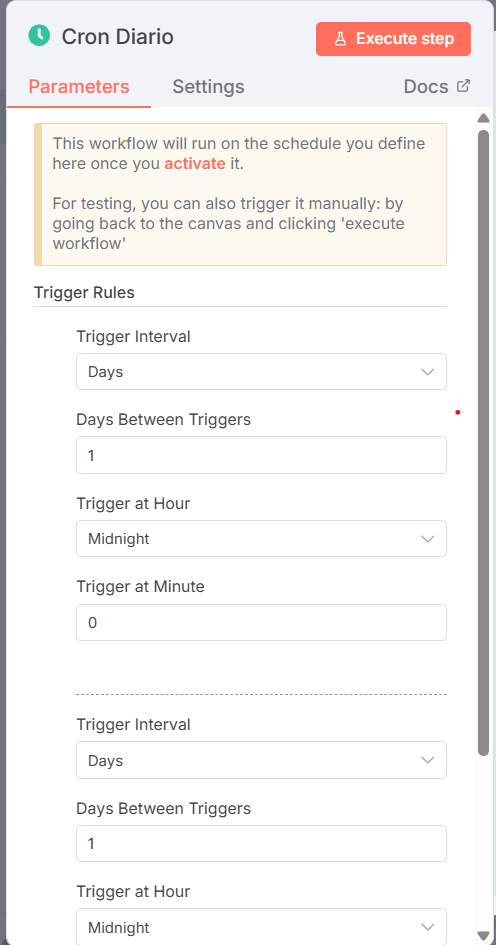 Cron Diario
Execute step
Parameters
Settings
Docs
This workflow will run on the schedule you define
here once you activate it.
For testing, you can also trigger it manually: by
going back to the canvas and clicking 'execute
workflow'
Trigger Rules
Trigger Interval
Days
Days Between Triggers
1
Trigger at Hour
Midnight
Trigger at Minute
0
Trigger Interval
Days
Days Between Triggers
1
Trigger at Hour
Midnight